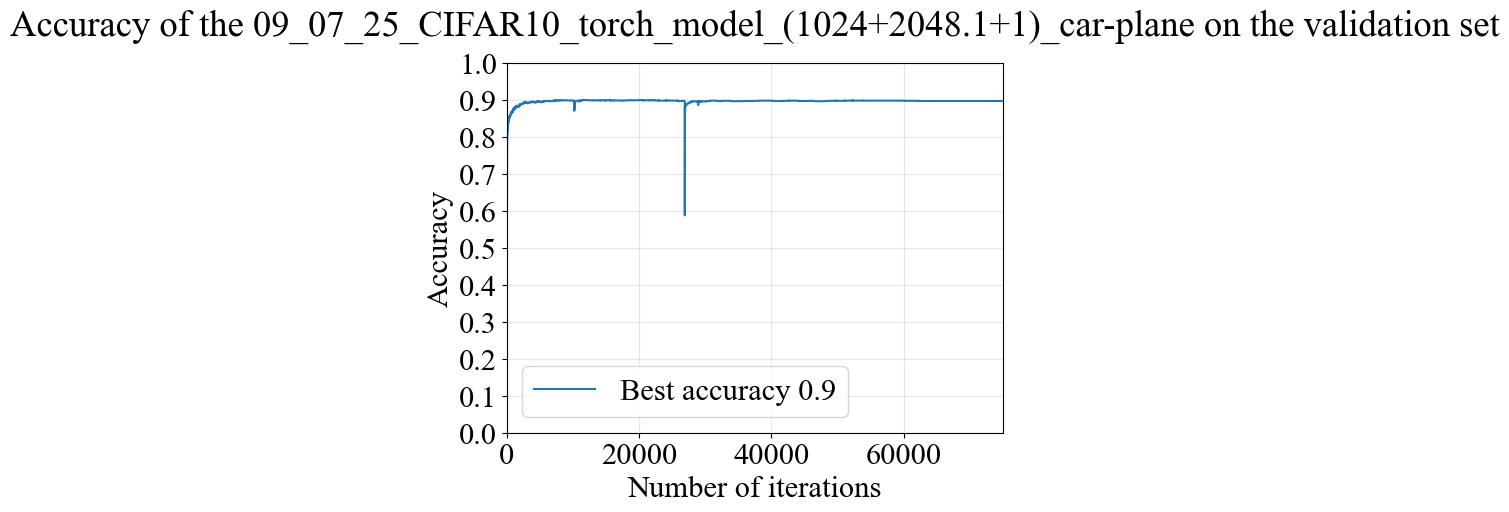 Accuracy of the 09_07_25_CIFAR10_torch_model_(1024+2048.1+1)_car-plane on the validation set
1.0
0.9
0.8
0.7
0.6
0.5
0.4
0.3
0.2
0.1
0.0
Accuracy
Best accuracy 0.9
0 20000 40000 60000
Number of iterations